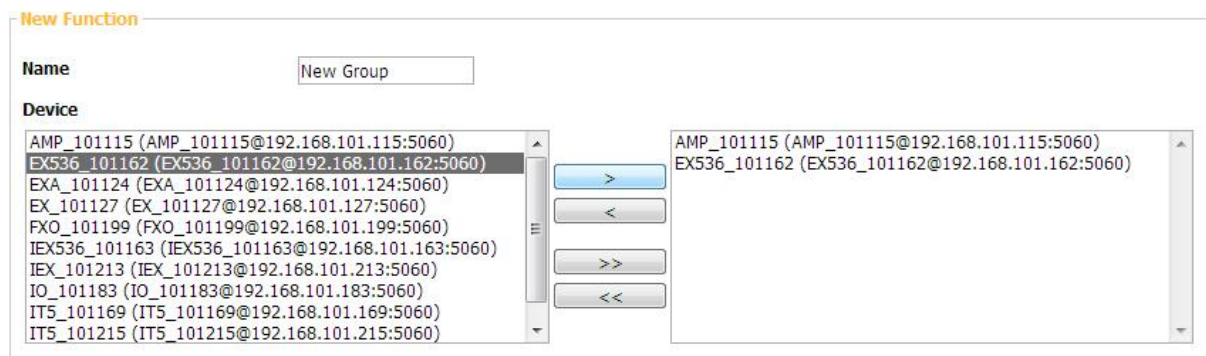 New Function
Name
New Group
Device
AMP_101115 (AMP_101115@192.168.101.115:5060)
EX536_101162 (EX536_101162@192.168.101.162:5060)
EXA_101124 (EXA_101124@192.168.101.124:5060)
EX_101127 (EX_101127@192.168.101.127:5060)
FXO_101199 (FXO_101199@192.168.101.199:5060)
IEX536_101163 (IEX536_101163@192.168.101.163:5060)
IEX_101213 (IEX_101213@192.168.101.213:5060)
IO_101183 (IO_101183@192.168.101.183:5060)
IT5_101169 (IT5_101169@192.168.101.169:5060)
IT5_101215 (IT5_101215@192.168.101.215:5060)
>
<
>>
<<
AMP_101115 (AMP_101115@192.168.101.115:5060)
EX536_101162 (EX536_101162@192.168.101.162:5060)